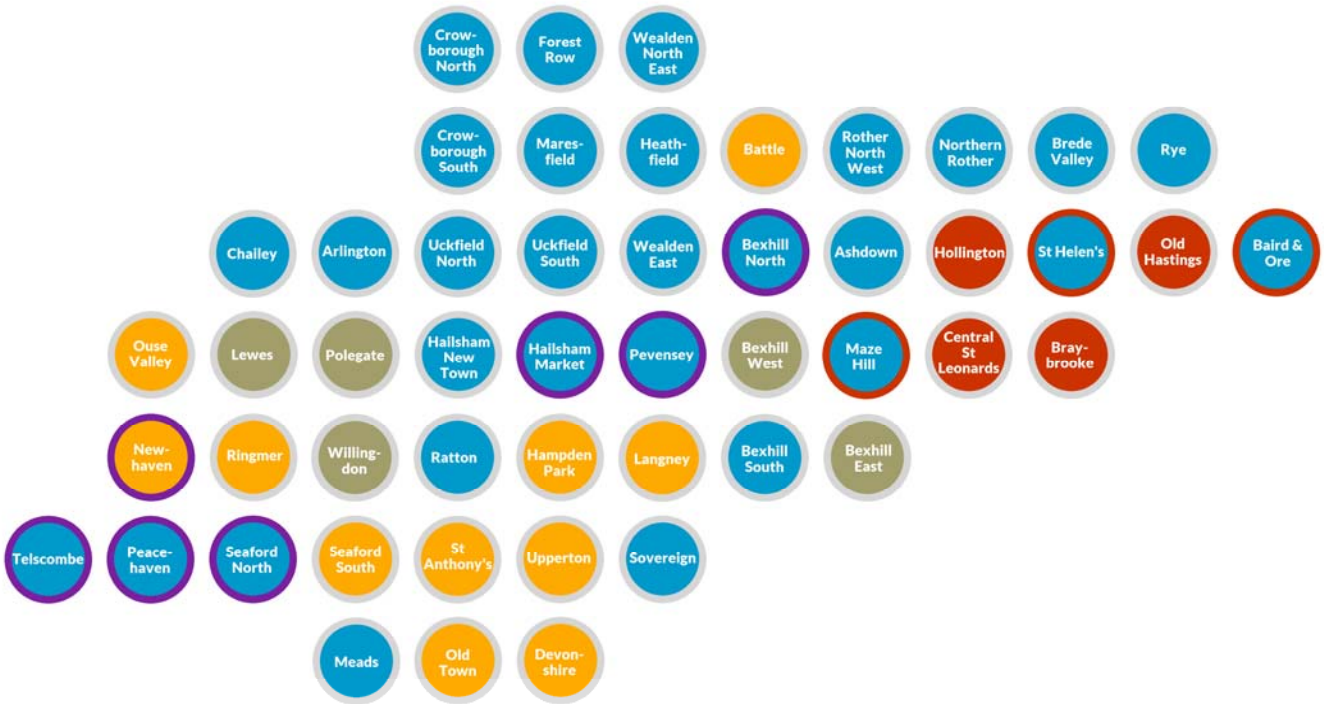 Crow-
borough
North
Forest
Row
Wealden
North
East
Crow-
borough
South
Mares-
field
Heath-
field
Battle
Rother
North
West
Northern
Rother
Brede
Valley
Rye
Chailey
Arlington
Uckfield
North
Uckfield
South
Wealden
East
Bexhill
North
Ashdown
Hollington
St Helen's
Old
Hastings
Baird &
Ore
Ouse
Valley
Lewes
Polegate
Hailsham
New
Town
Hailsham
Market
Pevensey
Bexhill
West
Maze
Hill
Central
St
Leonards
Bray-
brooke
New-
haven
Ringmer
Willing-
don
Ratton
Hampden
Park
Langney
Bexhill
South
Bexhill
East
Telscombe
Peace-
haven
Seaford
North
Seaford
South
St
Anthony's
Upperton
Sovereign
Meads
Old
Town
Devon-
shire